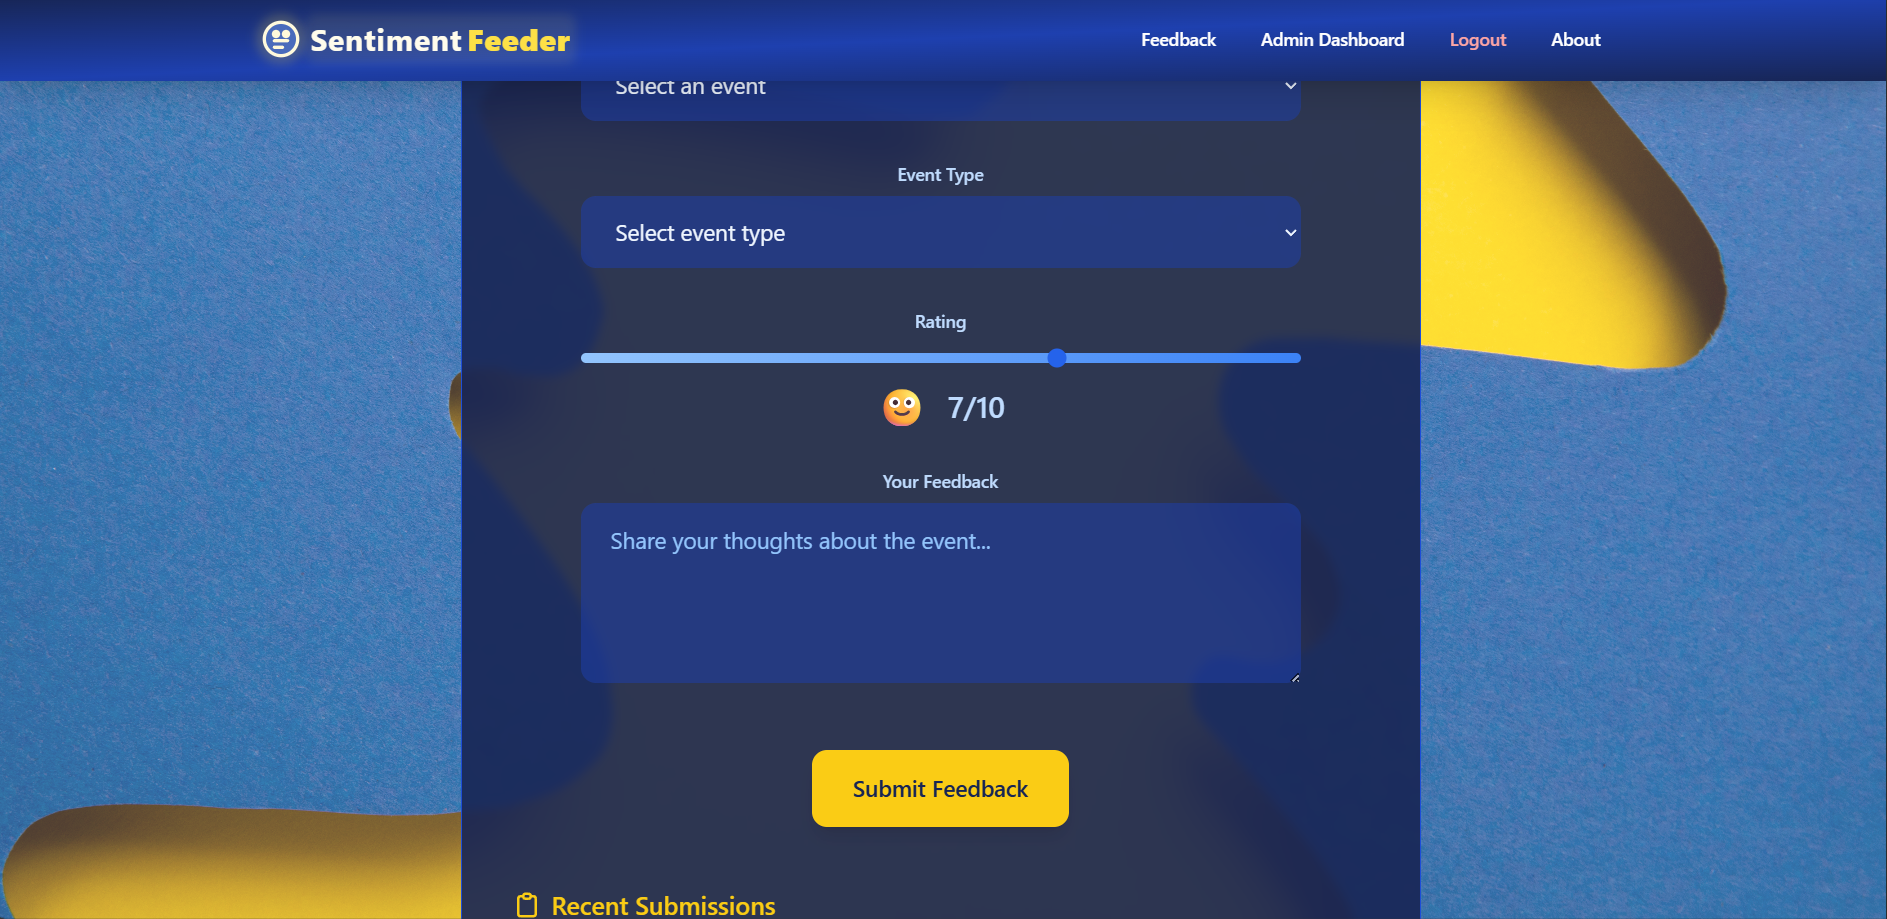 Sentiment Feeder
Feedback
Admin Dashboard
Logout
About
Select an event
Event Type
Select event type
Rating
7/10
Your Feedback
Share your thoughts about the event...
Submit Feedback
Recent Submissions